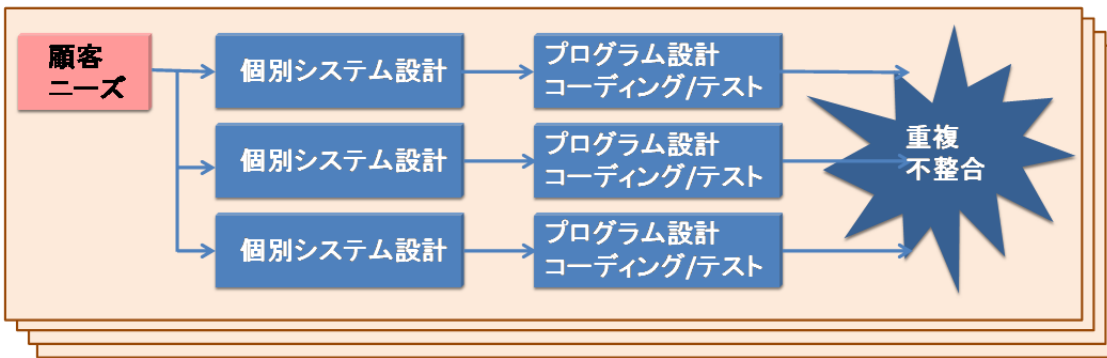 顧客
ニーズ
個別システム設計
プログラム設計
コーディング/テスト
個別システム設計
プログラム設計
コーディング/テスト
個別システム設計
プログラム設計
コーディング/テスト
重複
不整合